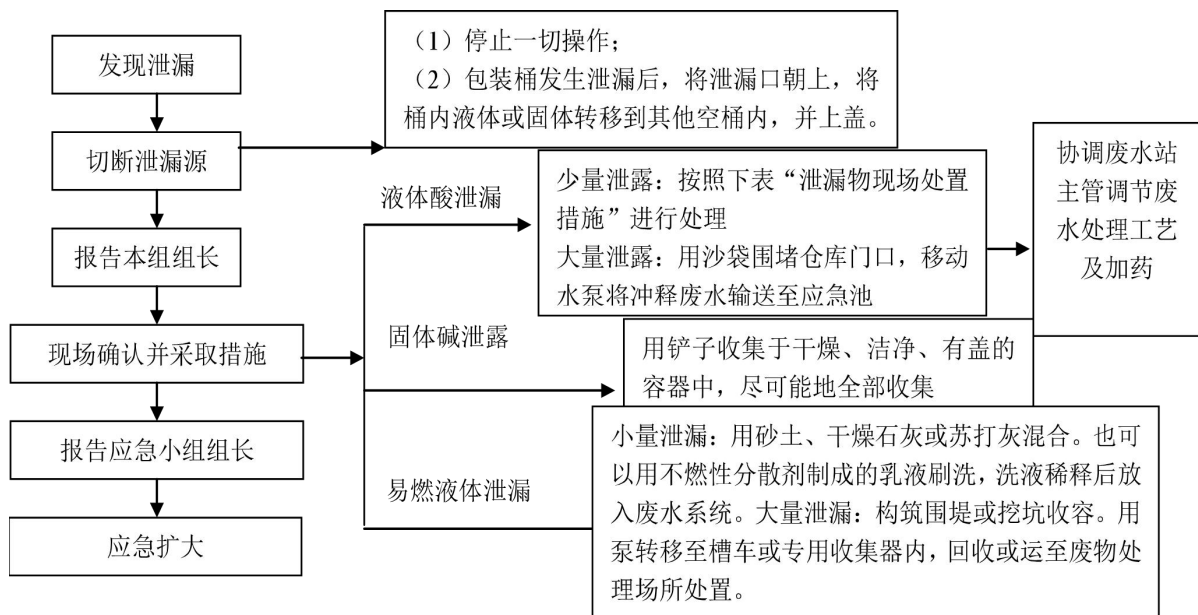 发现泄漏
切断泄漏源
报告本组组长
现场确认并采取措施
报告应急小组组长
应急扩大
（1）停止一切操作；
（2）包装桶发生泄漏后，将泄漏口朝上，将
桶内液体或固体转移到其他空桶内，并上盖。
液体酸泄漏
少量泄露：按照下表“泄漏物现场处置
措施”进行处理
大量泄露：用沙袋围堵仓库门口，移动
水泵将冲释废水输送至应急池
协调废水站
主管调节废
水处理工艺
及加药
固体碱泄露
用铲子收集于干燥、洁净、有盖的
容器中，尽可能地全部收集
易燃液体泄漏
小量泄漏：用砂土、干燥石灰或苏打灰混合。也可
以用不燃性分散剂制成的乳液刷洗，洗液稀释后放
入废水系统。大量泄漏：构筑围堤或挖坑收容。用
泵转移至槽车或专用收集器内，回收或运至废物处
理场所处置。